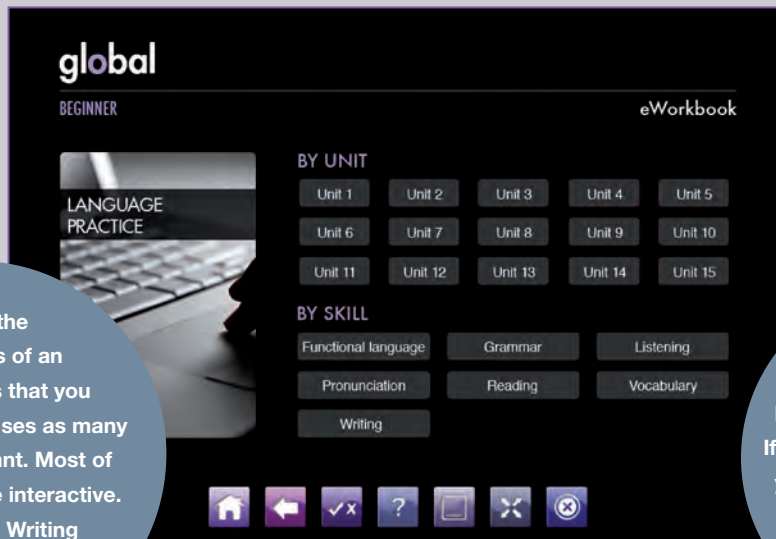 global
BEGINNER
eWorkbook
LANGUAGE
PRACTICE
BY UNIT
Unit 1 Unit 2 Unit 3 Unit 4 Unit 5
Unit 6 Unit 7 Unit 8 Unit 9 Unit 10
Unit 11 Unit 12 Unit 13 Unit 14 Unit 15
BY SKILL
Functional language Grammar Listening
Pronunciation Reading Vocabulary
Writing
the
of an
that you
as many
Most of
interactive.
Writing
If